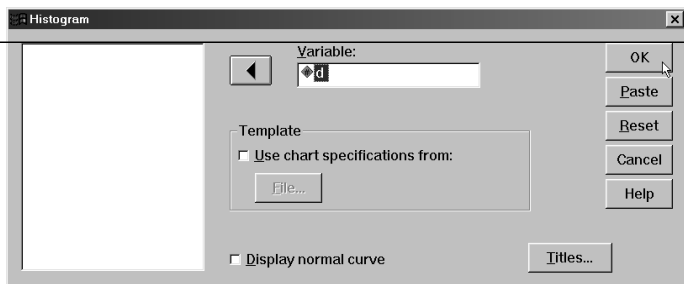 Histogram
Variable:
d
OK
Paste
Reset
Cancel
Help
Template
Use chart specifications from:
File...
Display normal curve
Titles...